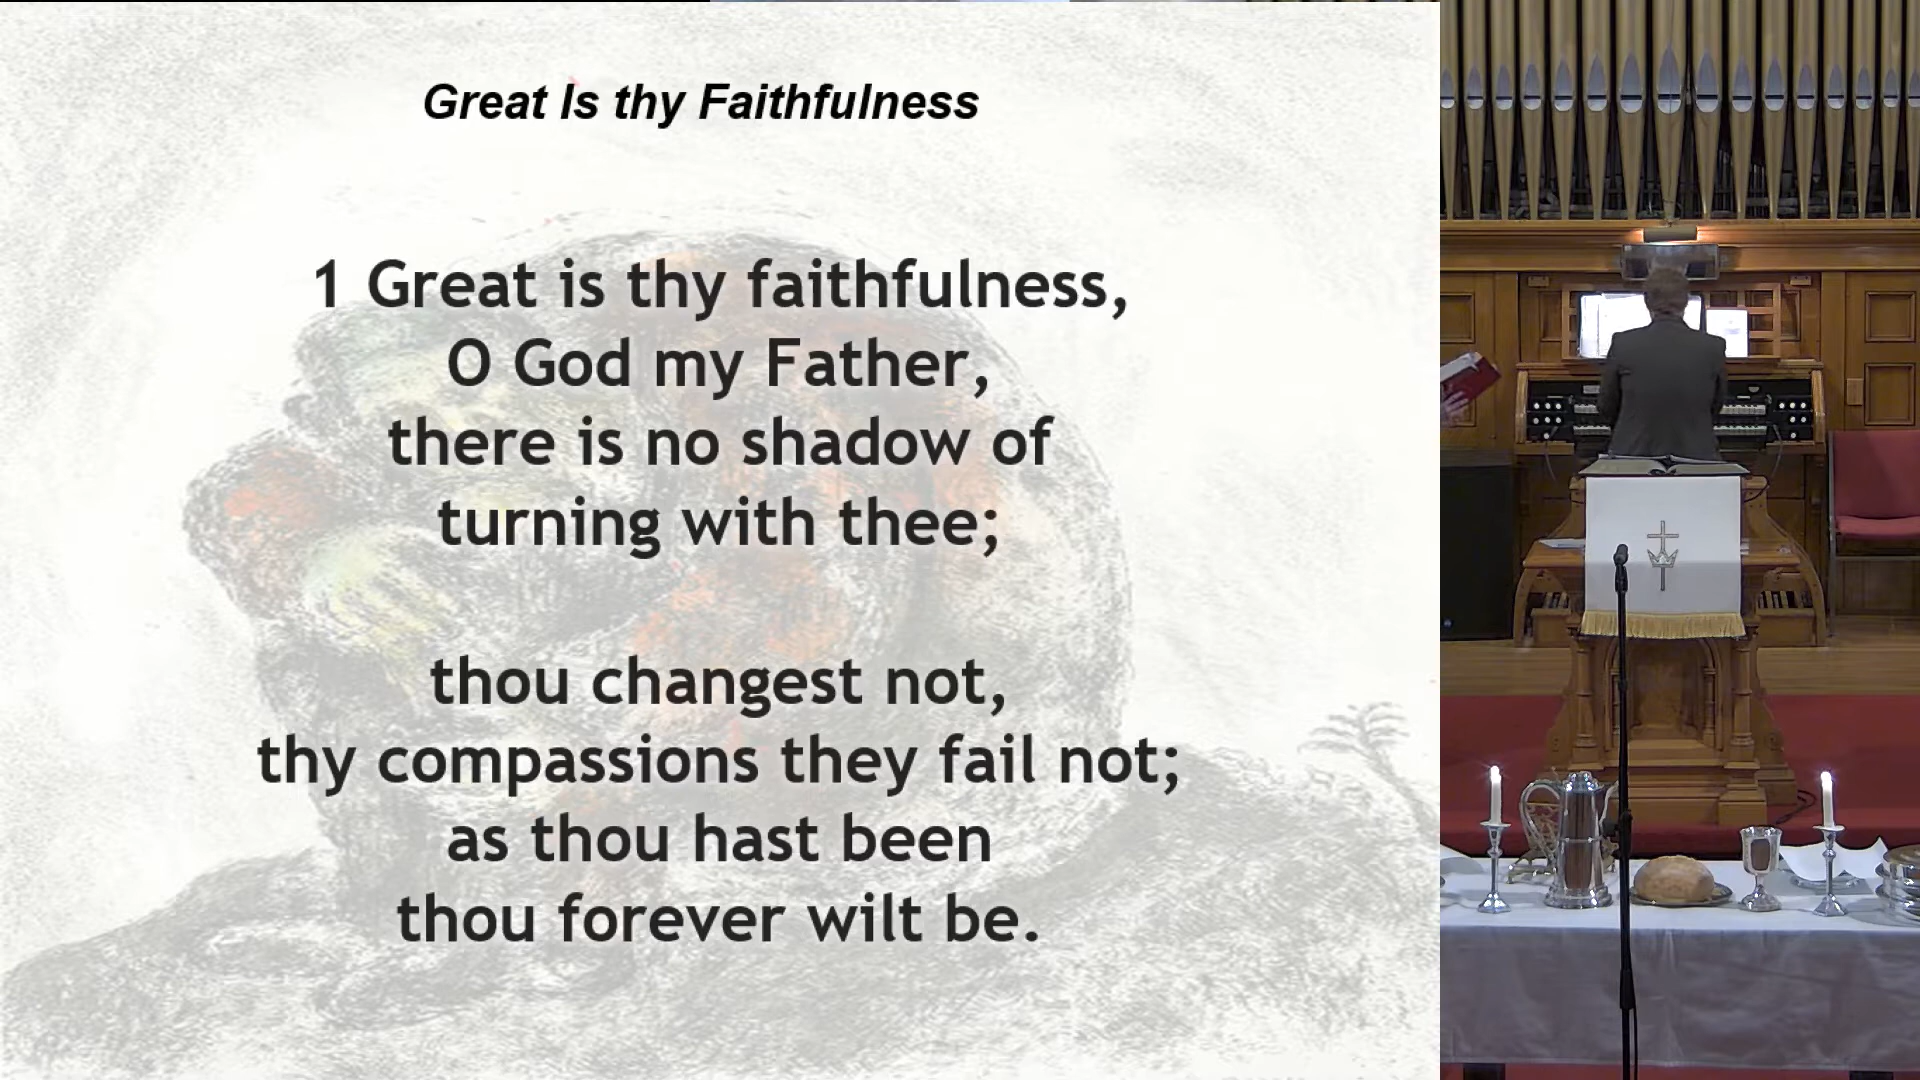 Great Is thy Faithfulness
1 Great is thy faithfulness,
O God my Father,
there is no shadow of
turning with thee;
thou changest not,
thy compassions they fail not;
as thou hast been
thou forever wilt be.